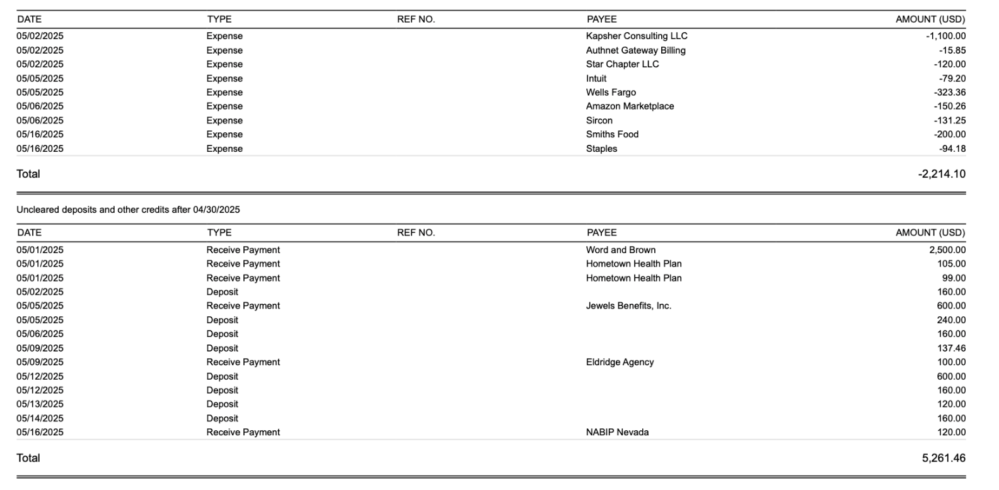 DATE TYPE REF NO. PAYEE AMOUNT (USD)
05/02/2025 Expense Kapsher Consulting LLC -1,100.00
05/02/2025 Expense Authnet Gateway Billing -15.85
05/02/2025 Expense Star Chapter LLC -120.00
05/05/2025 Expense Intuit -79.20
05/05/2025 Expense Wells Fargo -323.36
05/06/2025 Expense Amazon Marketplace -150.26
05/06/2025 Expense Sircon -131.25
05/16/2025 Expense Smiths Food -200.00
05/16/2025 Expense Staples -94.18
Total -2,214.10
Uncleared deposits and other credits after 04/30/2025
DATE TYPE REF NO. PAYEE AMOUNT (USD)
05/01/2025 Receive Payment Word and Brown 2,500.00
05/01/2025 Receive Payment Hometown Health Plan 105.00
05/01/2025 Receive Payment Hometown Health Plan 99.00
05/02/2025 Deposit 160.00
05/05/2025 Receive Payment Jewels Benefits, Inc. 600.00
05/05/2025 Deposit 240.00
05/06/2025 Deposit 160.00
05/09/2025 Deposit 137.46
05/09/2025 Receive Payment Eldridge Agency 100.00
05/12/2025 Deposit 600.00
05/12/2025 Deposit 160.00
05/13/2025 Deposit 120.00
05/14/2025 Deposit 160.00
05/16/2025 Receive Payment NABIP Nevada 120.00
Total 5,261.46